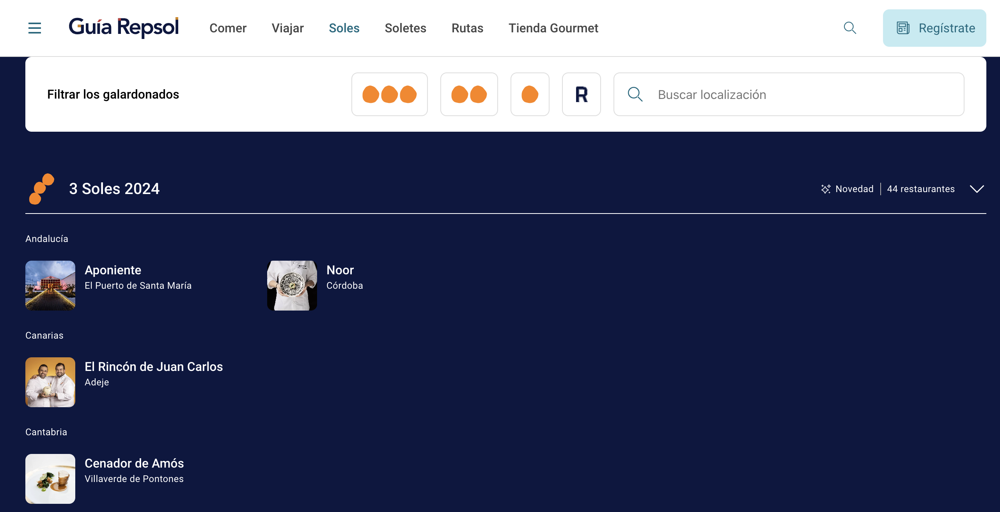 Guía Repsol
Comer
Viajar
Soles
Soletes
Rutas
Tienda Gourmet
Regístrate
Filtrar los galardonados
R
Buscar localización
3 Soles 2024
Novedad
44 restaurantes
Andalucía
Aponiente
El Puerto de Santa María
Noor
Córdoba
Canarias
El Rincón de Juan Carlos
Adeje
Cantabria
Cenador de Amós
Villaverde de Pontones